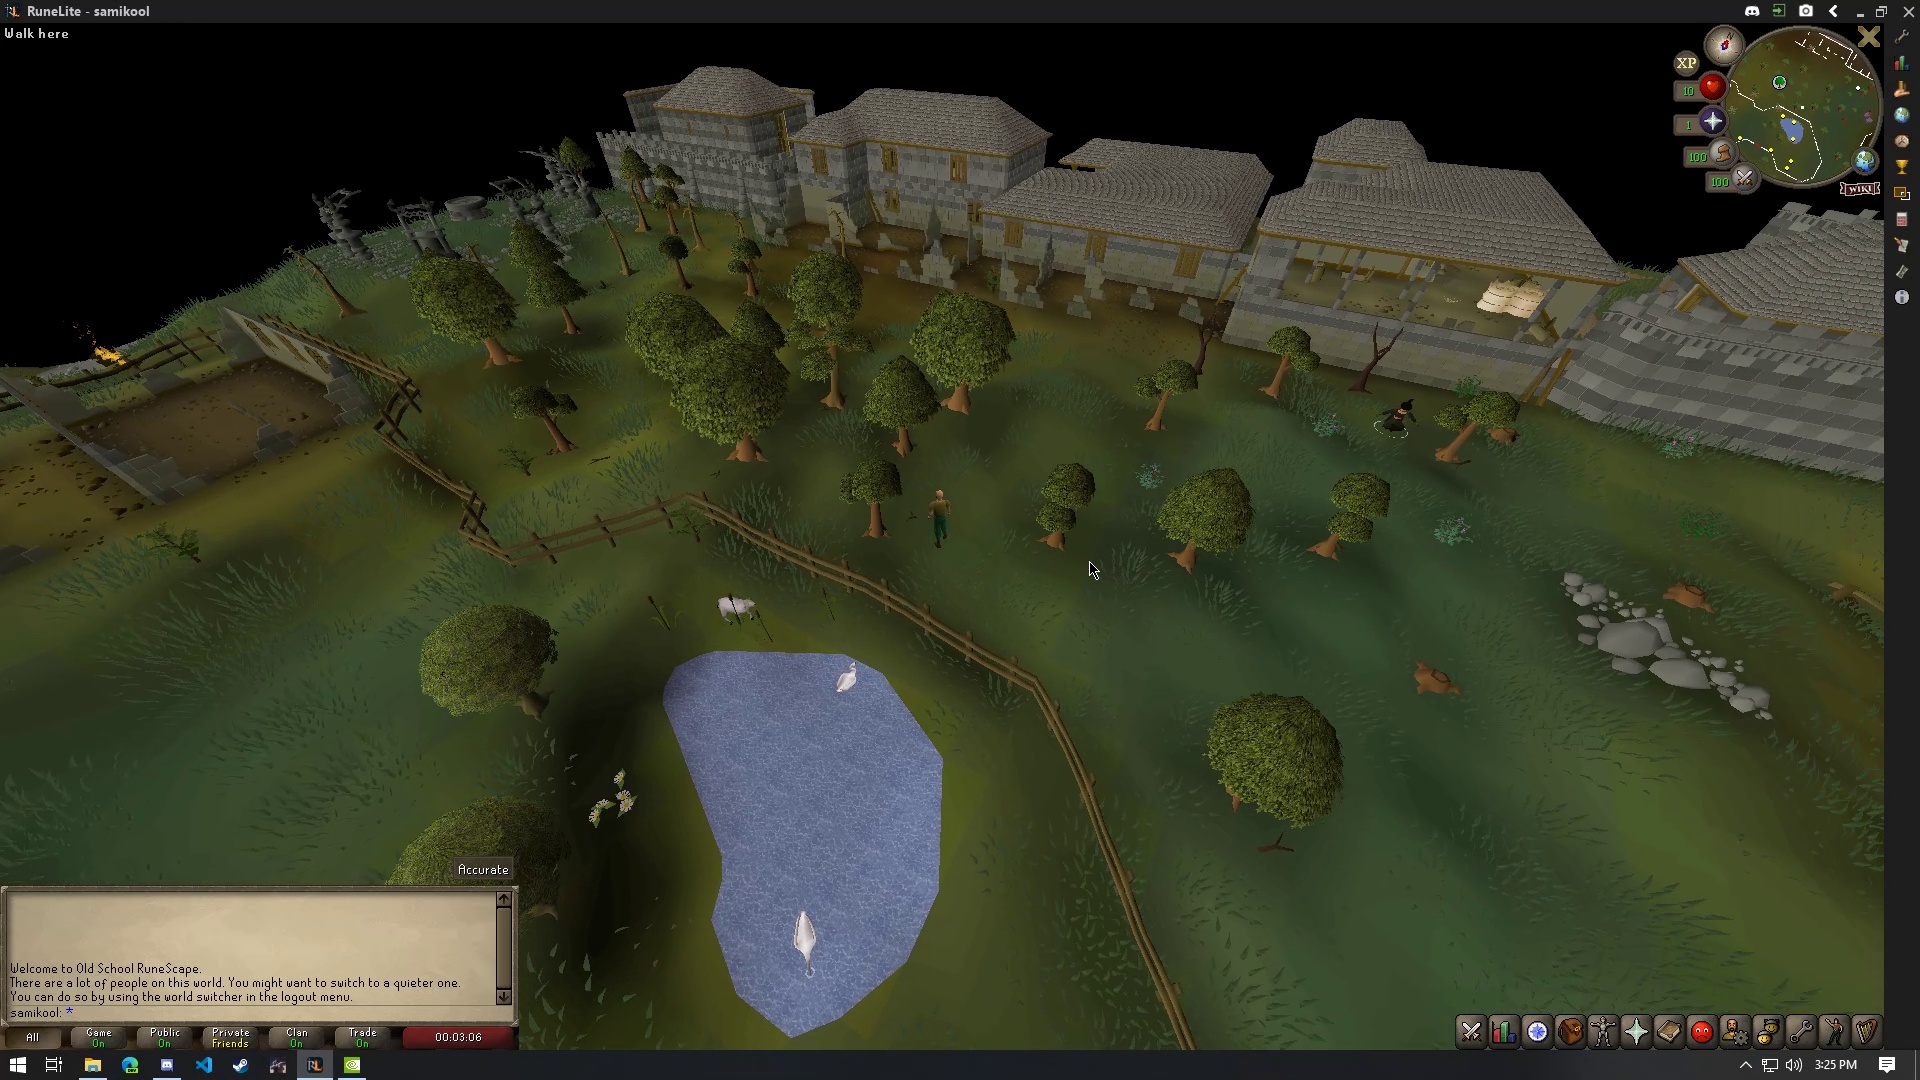 RuneLite - samikool
Walk here
XP
10
1
100
100
WIKI
Accurate
Welcome to Old School RuneScape.
There are a lot of people on this world. You might want to switch to a quieter one.
You can do so by using the world switcher in the logout menu.
samikool: *
All
Game
On
Public
On
Private
Friends
Clan
On
Trade
On
00:03:06
3:25 PM